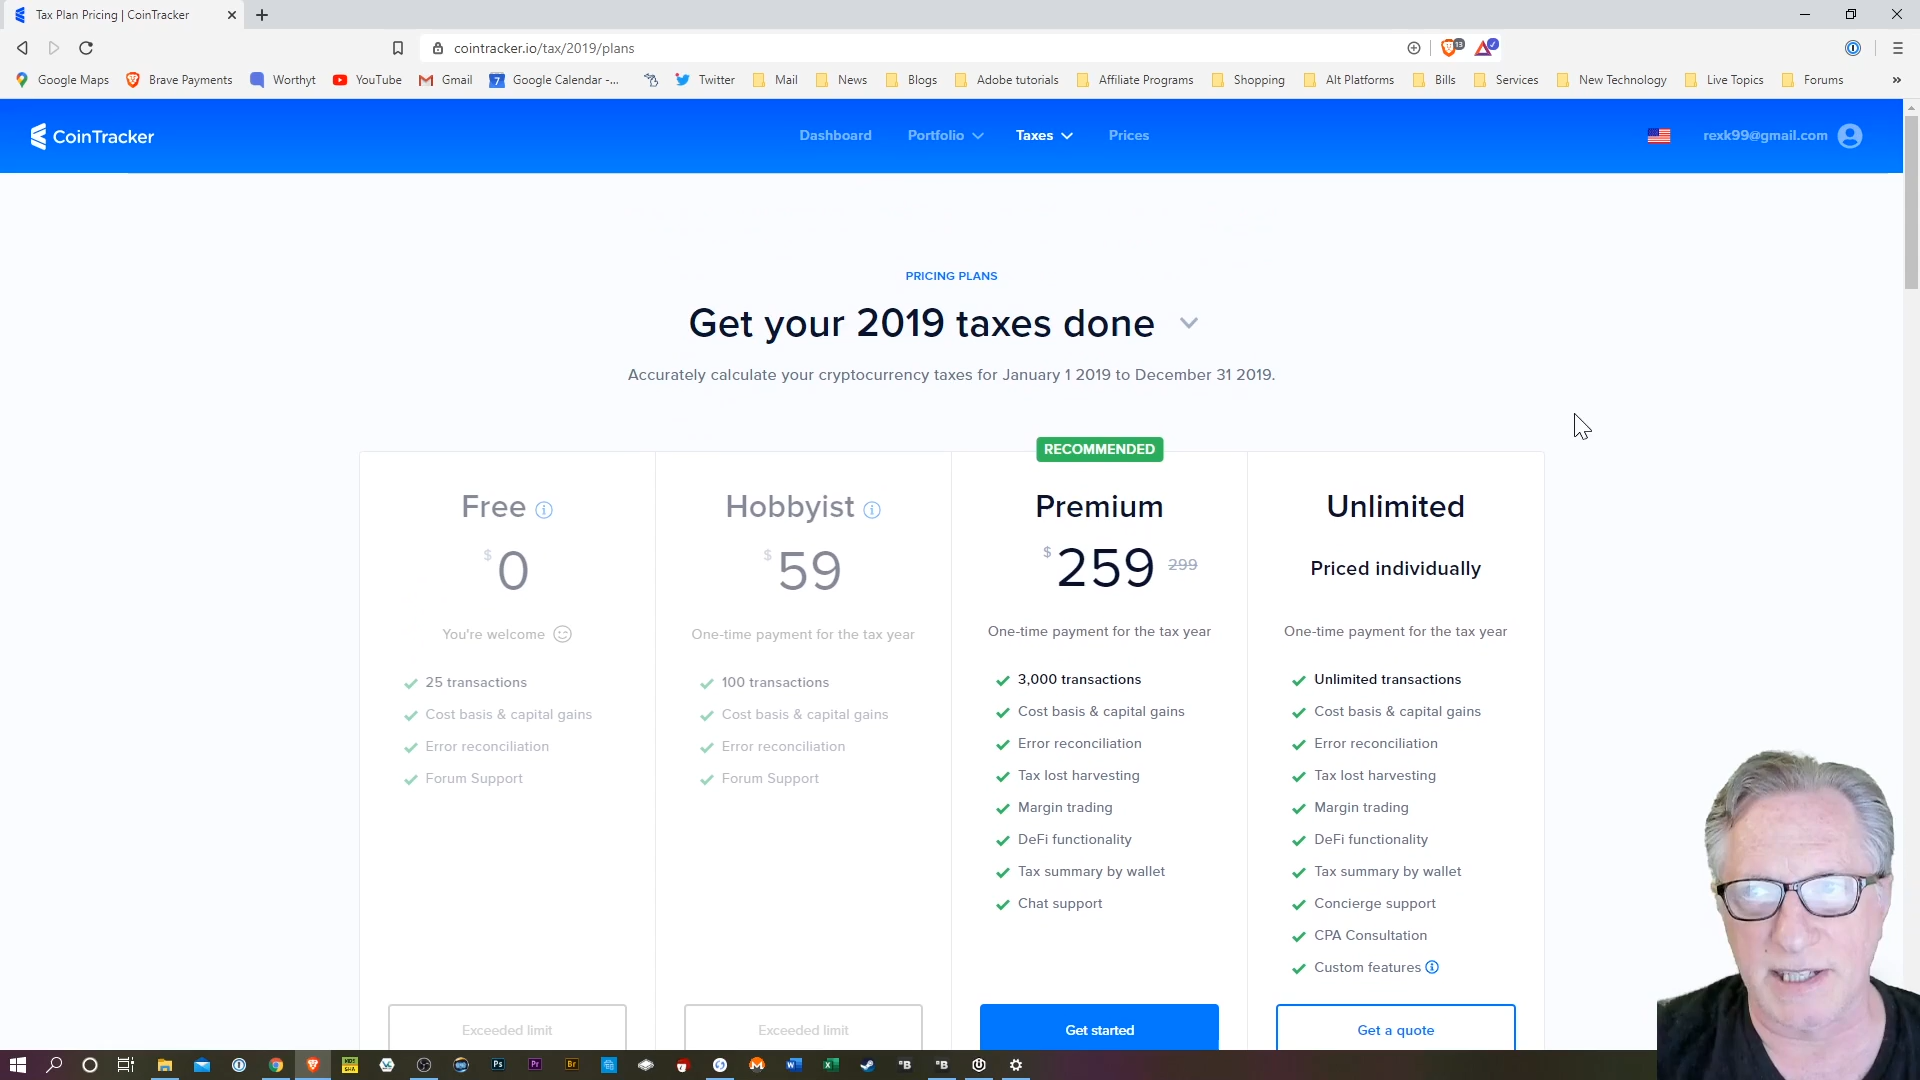 Tax Plan Pricing | CoinTracker
cointracker.io/tax/2019/plans
13
Google Maps Brave Payments Worthyt YouTube Gmail 7 Google Calendar -... Twitter Mail News Blogs Adobe tutorials Affiliate Programs Shopping Alt Platforms Bills Services New Technology Live Topics Forums »
CoinTracker
Dashboard Portfolio Taxes Prices
rexk99@gmail.com
PRICING PLANS
Get your 2019 taxes done
Accurately calculate your cryptocurrency taxes for January 1 2019 to December 31 2019.
Free
$0
You're welcome
25 transactions
Cost basis & capital gains
Error reconciliation
Forum Support
Exceeded limit
Hobbyist
$59
One-time payment for the tax year
100 transactions
Cost basis & capital gains
Error reconciliation
Forum Support
Exceeded limit
RECOMMENDED
Premium
$259 299
One-time payment for the tax year
3,000 transactions
Cost basis & capital gains
Error reconciliation
Tax lost harvesting
Margin trading
DeFi functionality
Tax summary by wallet
Chat support
Get started
Unlimited
Priced individually
One-time payment for the tax year
Unlimited transactions
Cost basis & capital gains
Error reconciliation
Tax lost harvesting
Margin trading
DeFi functionality
Tax summary by wallet
Concierge support
CPA Consultation
Custom features
Get a quote
Ps Pr Br